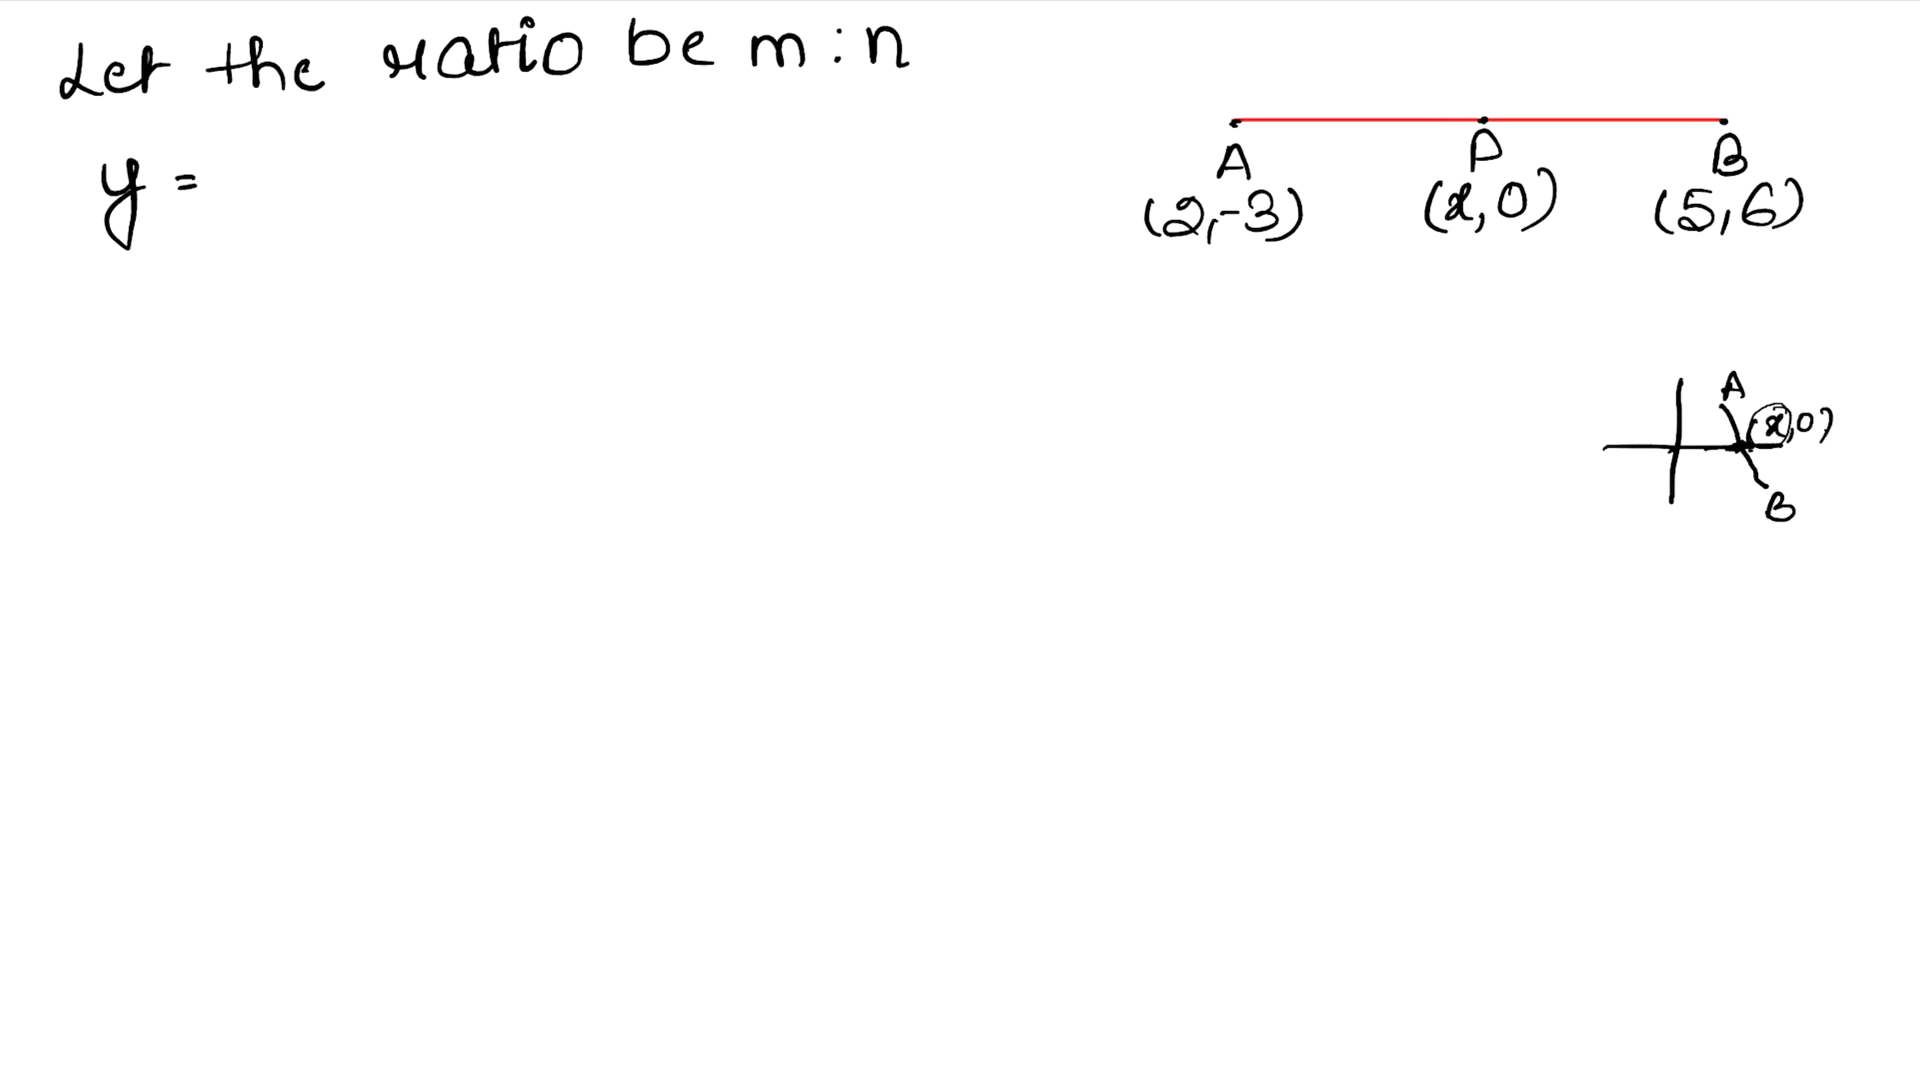 Let the ratio be m:n
y =
A P B
(2,-3) (x,0) (5,6)
A
(x,0)
B